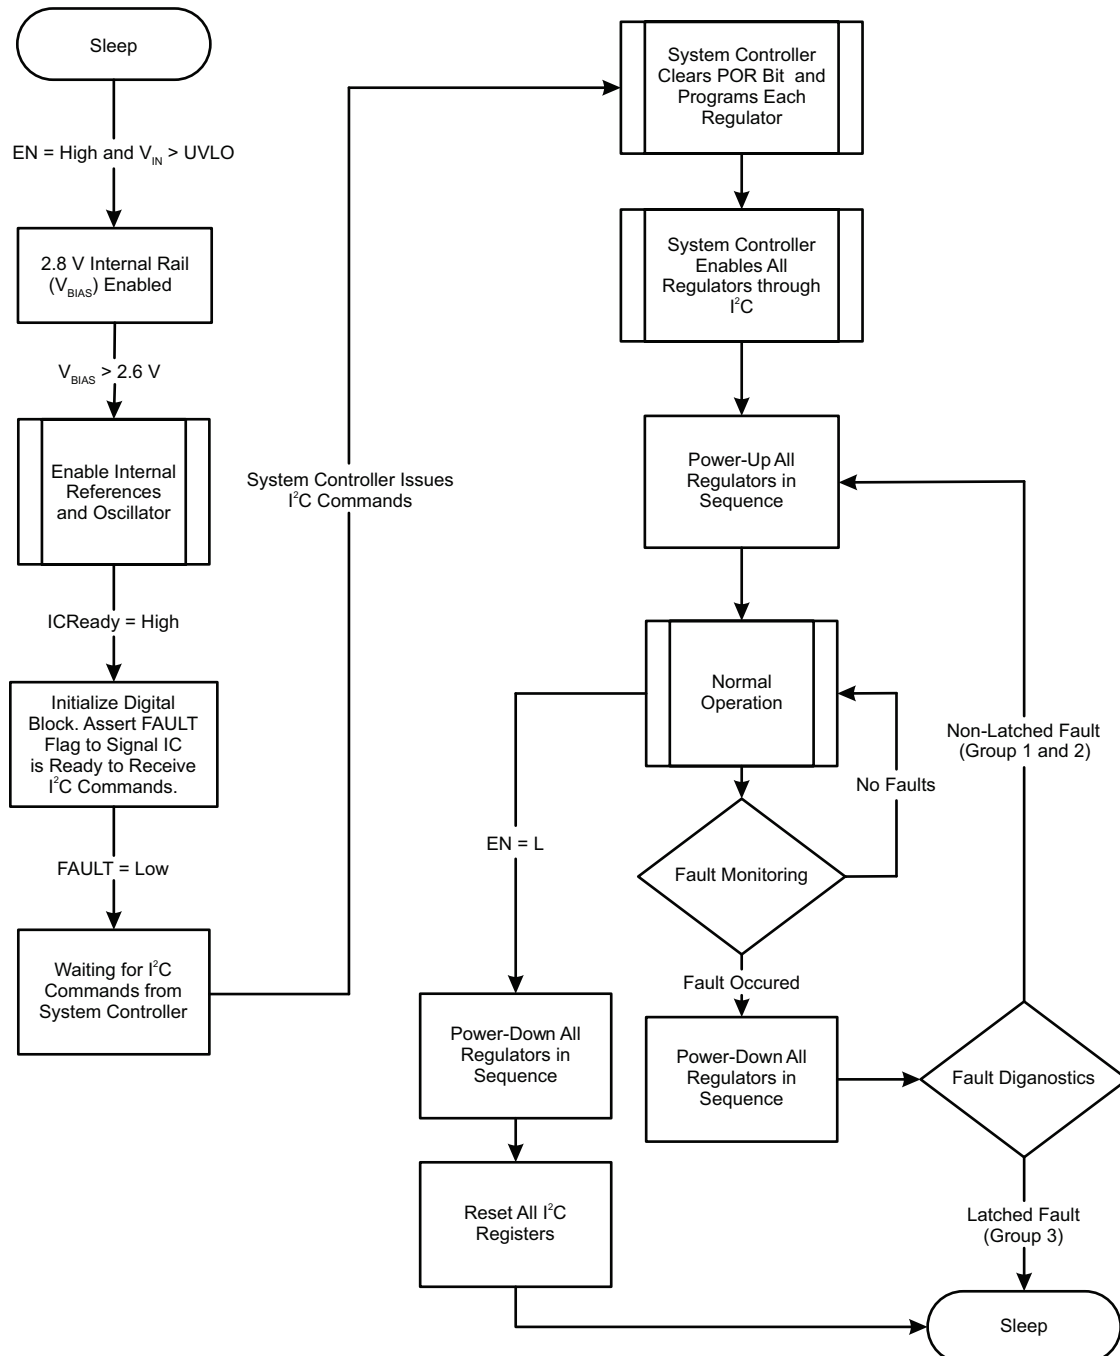 Sleep
EN = High and V_IN > UVLO
2.8 V Internal Rail
(V_BIAS) Enabled
V_BIAS > 2.6 V
Enable Internal
References
and Oscillator
ICReady = High
Initialize Digital
Block. Assert FAULT
Flag to Signal IC
is Ready to Receive
I²C Commands.
FAULT = Low
Waiting for I²C
Commands from
System Controller
System Controller Issues
I²C Commands
System Controller
Clears POR Bit and
Programs Each
Regulator
System Controller
Enables All
Regulators through
I²C
Power-Up All
Regulators in
Sequence
Normal
Operation
No Faults
Fault Monitoring
EN = L
Fault Occured
Power-Down All
Regulators in
Sequence
Reset All I²C
Registers
Power-Down All
Regulators in
Sequence
Non-Latched Fault
(Group 1 and 2)
Fault Diganostics
Latched Fault
(Group 3)
Sleep